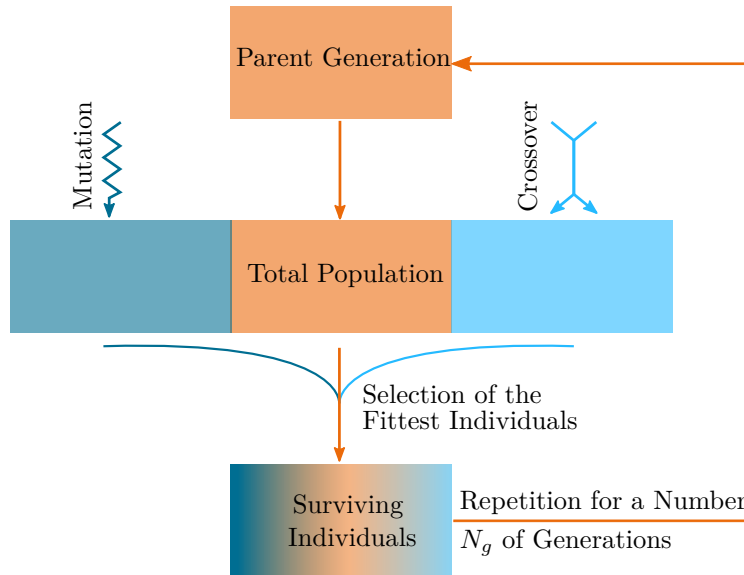 Parent Generation
Mutation
Crossover
Total Population
Selection of the
Fittest Individuals
Surviving
Individuals
Repetition for a Number
$N_g$ of Generations